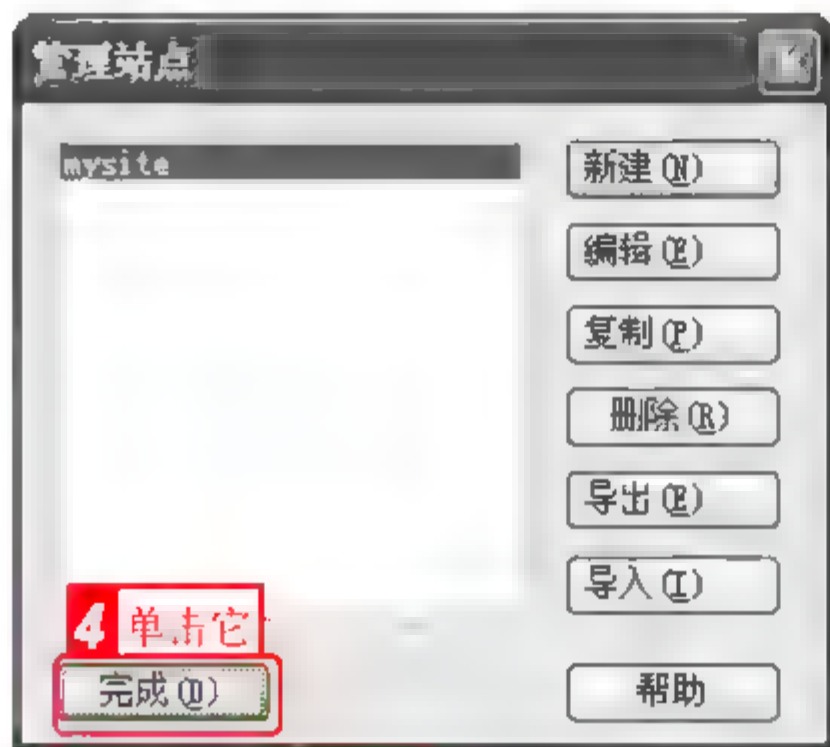 管理站点
mysite
新建(N)
编辑(E)
复制(P)
删除(R)
导出(E)
导入(I)
4 单击它
完成(D)
帮助